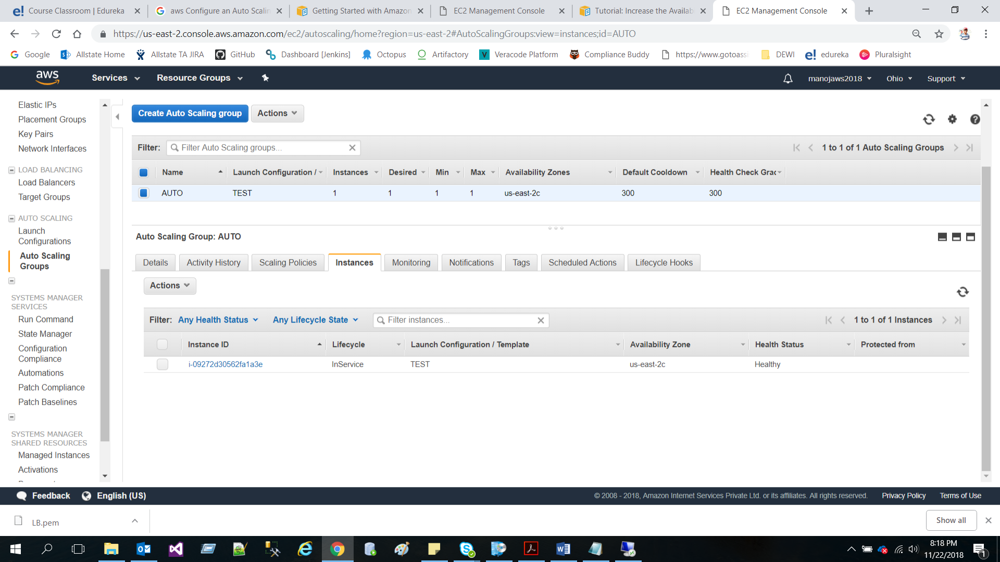 Course Classroom | Edureka
aws Configure an Auto Scalin
Getting Started with Amazon
EC2 Management Console
Tutorial: Increase the Availab
EC2 Management Console
https://us-east-2.console.aws.amazon.com/ec2/autoscaling/home?region=us-east-2#AutoScalingGroups:view=instances;id=AUTO
Google
Allstate Home
Allstate TA JIRA
GitHub
Dashboard [Jenkins]
Octopus
Artifactory
Veracode Platform
Compliance Buddy
https://www.gotoassi
DEWI
edureka
Pluralsight
aws
Services
Resource Groups
manojaws2018
Ohio
Support
Elastic IPs
Placement Groups
Key Pairs
Network Interfaces
LOAD BALANCING
Load Balancers
Target Groups
AUTO SCALING
Launch
Configurations
Auto Scaling
Groups
SYSTEMS MANAGER
SERVICES
Run Command
State Manager
Configuration
Compliance
Automations
Patch Compliance
Patch Baselines
SYSTEMS MANAGER
SHARED RESOURCES
Managed Instances
Activations
Create Auto Scaling group
Actions
Filter:
Filter Auto Scaling groups...
1 to 1 of 1 Auto Scaling Groups
Name Launch Configuration / Instances Desired Min Max Availability Zones Default Cooldown Health Check Grac
AUTO TEST 1 1 1 1 us-east-2c 300 300
Auto Scaling Group: AUTO
Details Activity History Scaling Policies Instances Monitoring Notifications Tags Scheduled Actions Lifecycle Hooks
Actions
Filter: Any Health Status Any Lifecycle State Filter instances... 1 to 1 of 1 Instances
Instance ID Lifecycle Launch Configuration / Template Availability Zone Health Status Protected from
i-09272d30562fa1a3e InService TEST us-east-2c Healthy
Feedback
English (US)
© 2008 - 2018, Amazon Internet Services Private Ltd. or its affiliates. All rights reserved.
Privacy Policy
Terms of Use
LB.pem
Show all
8:18 PM
11/22/2018
1